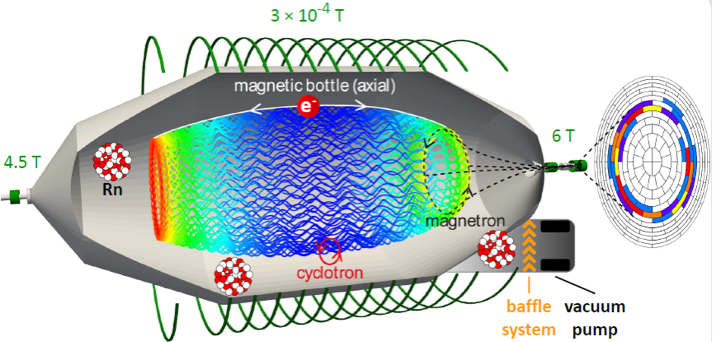 3 × 10⁻⁴ T
magnetic bottle (axial)
e⁻
4.5 T
6 T
Rn
magnetron
cyclotron
baffle vacuum
system pump